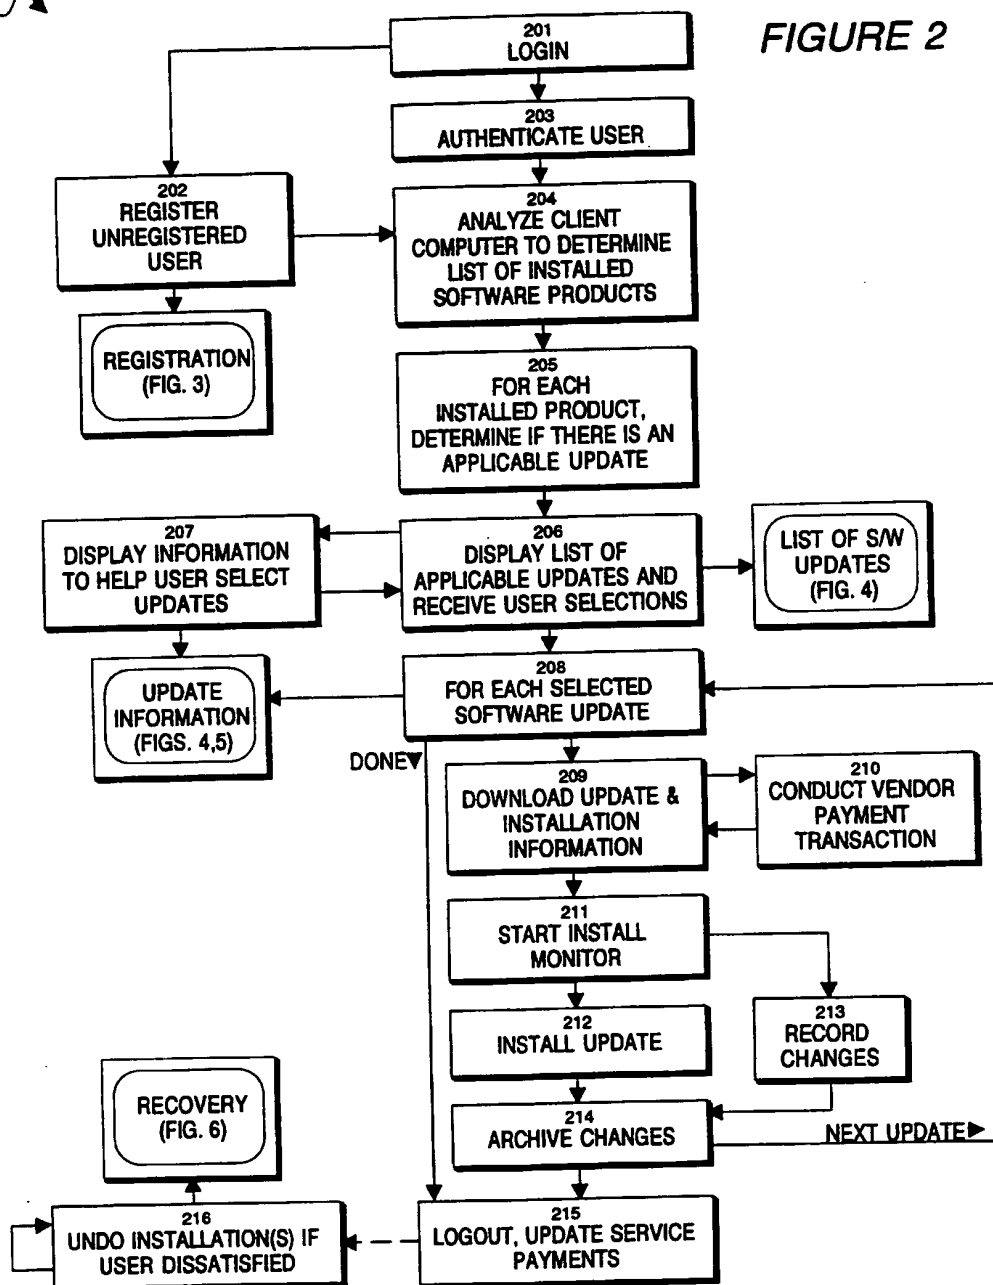 FIGURE 2
201
LOGIN
203
AUTHENTICATE USER
202
REGISTER
UNREGISTERED
USER
204
ANALYZE CLIENT
COMPUTER TO DETERMINE
LIST OF INSTALLED
SOFTWARE PRODUCTS
REGISTRATION
(FIG. 3)
205
FOR EACH
INSTALLED PRODUCT,
DETERMINE IF THERE IS AN
APPLICABLE UPDATE
207
DISPLAY INFORMATION
TO HELP USER SELECT
UPDATES
206
DISPLAY LIST OF
APPLICABLE UPDATES AND
RECEIVE USER SELECTIONS
LIST OF S/W
UPDATES
(FIG. 4)
UPDATE
INFORMATION
(FIGS. 4,5)
208
FOR EACH SELECTED
SOFTWARE UPDATE
DONE
209
DOWNLOAD UPDATE &
INSTALLATION
INFORMATION
210
CONDUCT VENDOR
PAYMENT
TRANSACTION
211
START INSTALL
MONITOR
212
INSTALL UPDATE
213
RECORD
CHANGES
RECOVERY
(FIG. 6)
214
ARCHIVE CHANGES
NEXT UPDATE
216
UNDO INSTALLATION(S) IF
USER DISSATISFIED
215
LOGOUT, UPDATE SERVICE
PAYMENTS